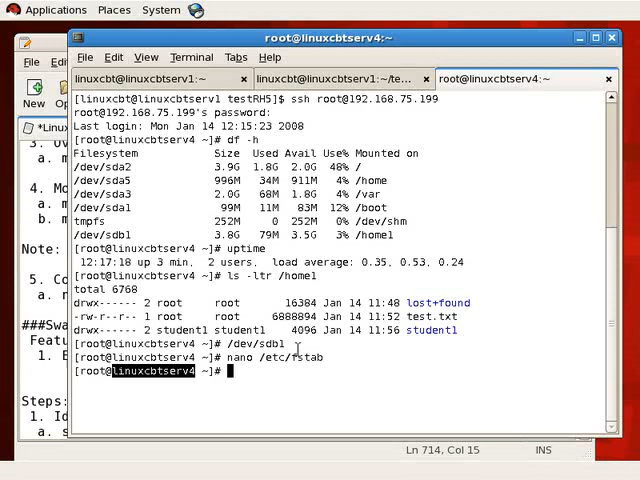 Applications Places System
root@linuxcbtserv4:~
File Edit View Terminal Tabs Help
linuxcbt@linuxcbtserv1:~ linuxcbt@linuxcbtserv1:~/te... root@linuxcbtserv4:~
[linuxcbt@linuxcbtserv1 testRH5]$ ssh root@192.168.75.199
root@192.168.75.199's password:
Last login: Mon Jan 14 12:15:23 2008
[root@linuxcbtserv4 ~]# df -h
Filesystem Size Used Avail Use% Mounted on
/dev/sda2 3.9G 1.8G 2.0G 48% /
/dev/sda5 996M 34M 911M 4% /home
/dev/sda3 2.0G 68M 1.8G 4% /var
/dev/sda1 99M 11M 83M 12% /boot
tmpfs 252M 0 252M 0% /dev/shm
/dev/sdb1 3.8G 79M 3.5G 3% /home1
[root@linuxcbtserv4 ~]# uptime
12:17:18 up 3 min, 2 users, load average: 0.35, 0.53, 0.24
[root@linuxcbtserv4 ~]# ls -ltr /home1
total 6768
drwx------ 2 root root 16384 Jan 14 11:48 lost+found
-rw-r--r-- 1 root root 6888894 Jan 14 11:52 test.txt
drwx------ 2 student1 student1 4096 Jan 14 11:56 student1
[root@linuxcbtserv4 ~]# /dev/sdb1
[root@linuxcbtserv4 ~]# nano /etc/fstab
[root@linuxcbtserv4 ~]#
File
New
*Linux
a. m
4. Mo
a. m
b. m
Note:
5. Co
a. n
###Swa
Featu
1. E
Steps:
1. Id
a. s
Ln 714, Col 15 INS